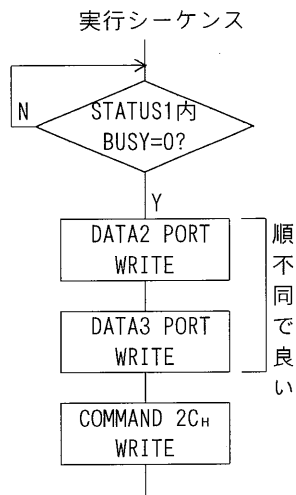 実行シーケンス
N
STATUS1内
BUSY=0?
Y
DATA2 PORT
WRITE
DATA3 PORT
WRITE
順不同で良い
COMMAND 2CH
WRITE